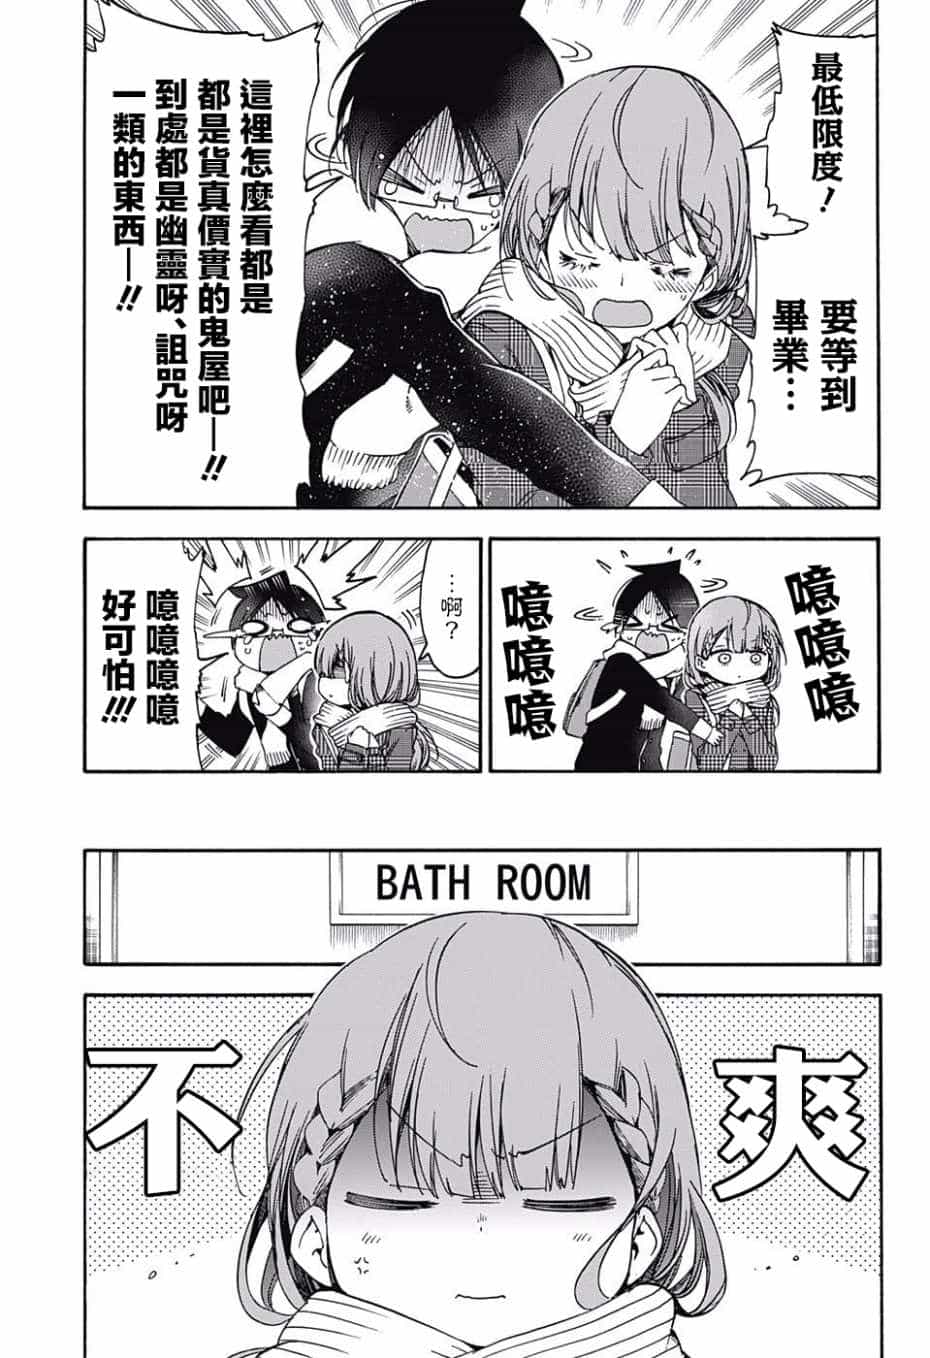 最低限度！
要等到
畢業…
這裡怎麼看都是
都是貨真價實的鬼屋吧—!!
到處都是幽靈呀、詛咒呀
一類的東西—!!
噫噫噫
噫噫噫
…啊？
噫噫噫噫
好可怕!!!
BATH ROOM
不爽